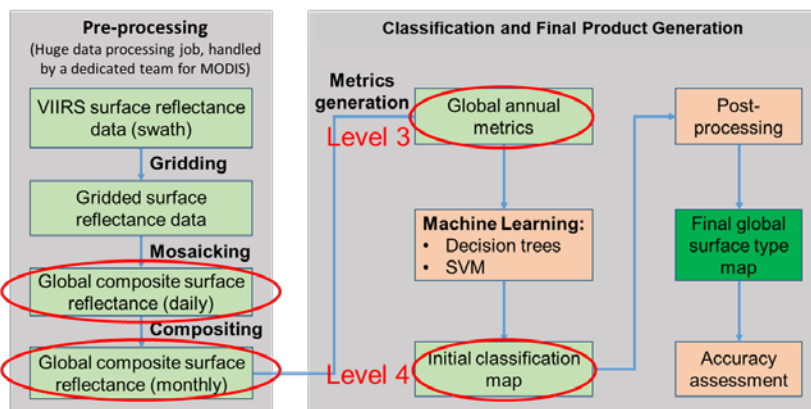 Pre-processing
(Huge data processing job, handled
by a dedicated team for MODIS)
VIIRS surface reflectance
data (swath)
Gridding
Gridded surface
reflectance data
Mosaicking
Global composite surface
reflectance (daily)
Compositing
Global composite surface
reflectance (monthly)
Classification and Final Product Generation
Metrics
generation
Level 3
Global annual
metrics
Machine Learning:
• Decision trees
• SVM
Level 4
Initial classification
map
Post-
processing
Final global
surface type
map
Accuracy
assessment